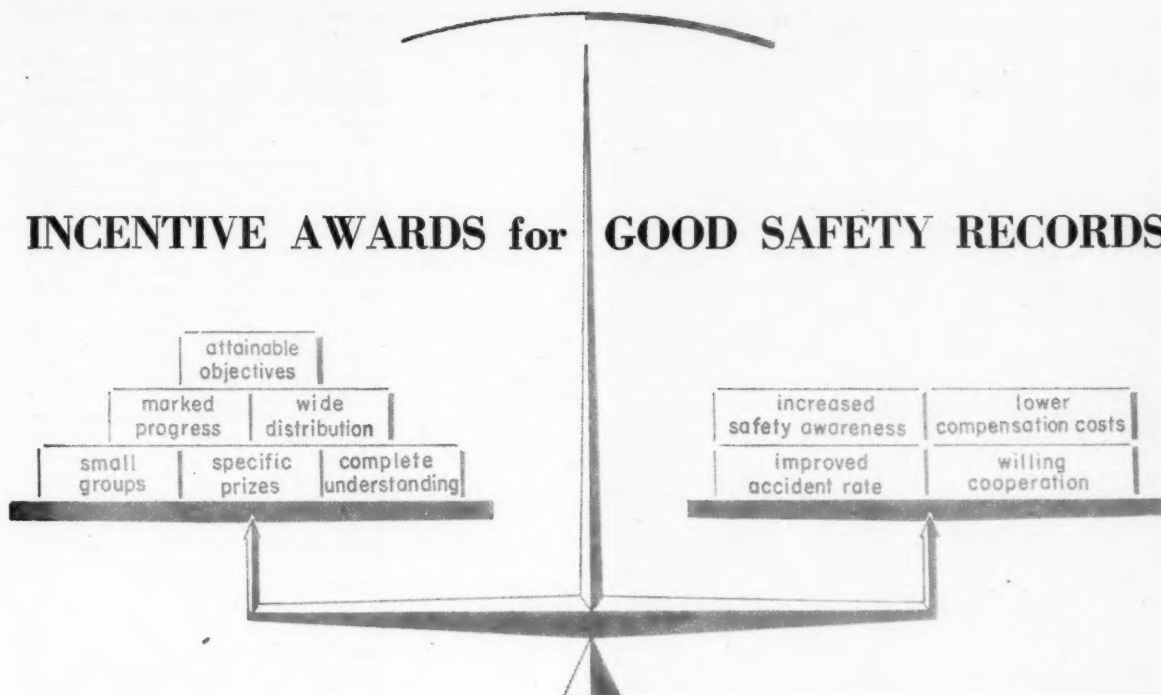 INCENTIVE AWARDS for GOOD SAFETY RECORDS
attainable
objectives
marked
progress
wide
distribution
small
groups
specific
prizes
complete
understanding
increased
safety awareness
lower
compensation costs
improved
accident rate
willing
cooperation